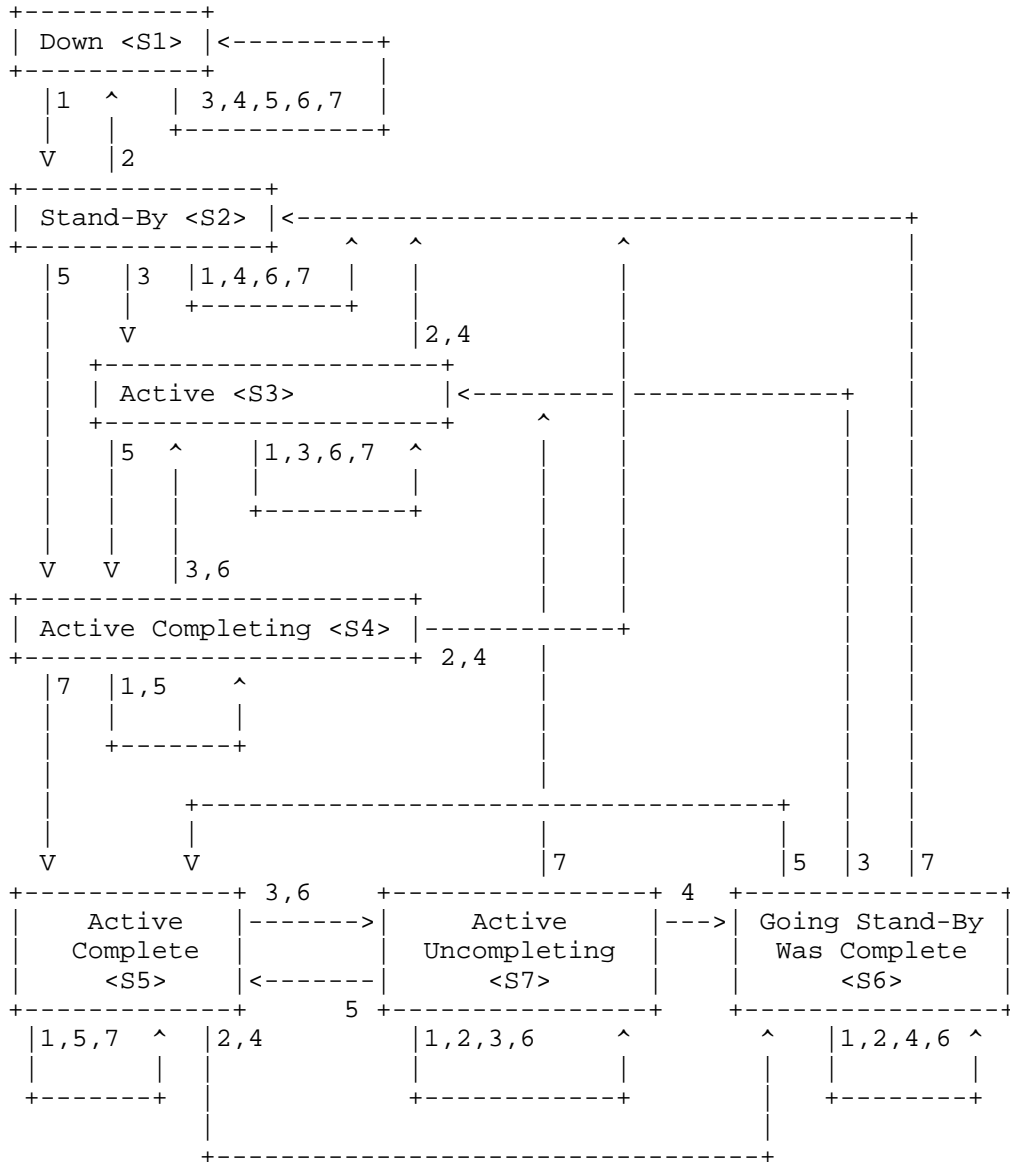 Down <S1>
1 3,4,5,6,7
2
Stand-By <S2>
5 3 1,4,6,7
2,4
Active <S3>
5 1,3,6,7
3,6
Active Completing <S4>
2,4
7 1,5
7 5 3 7
3,6 4
Active Active Going Stand-By
Complete Uncompleting Was Complete
<S5> <S7> <S6>
5
1,5,7 2,4 1,2,3,6 1,2,4,6